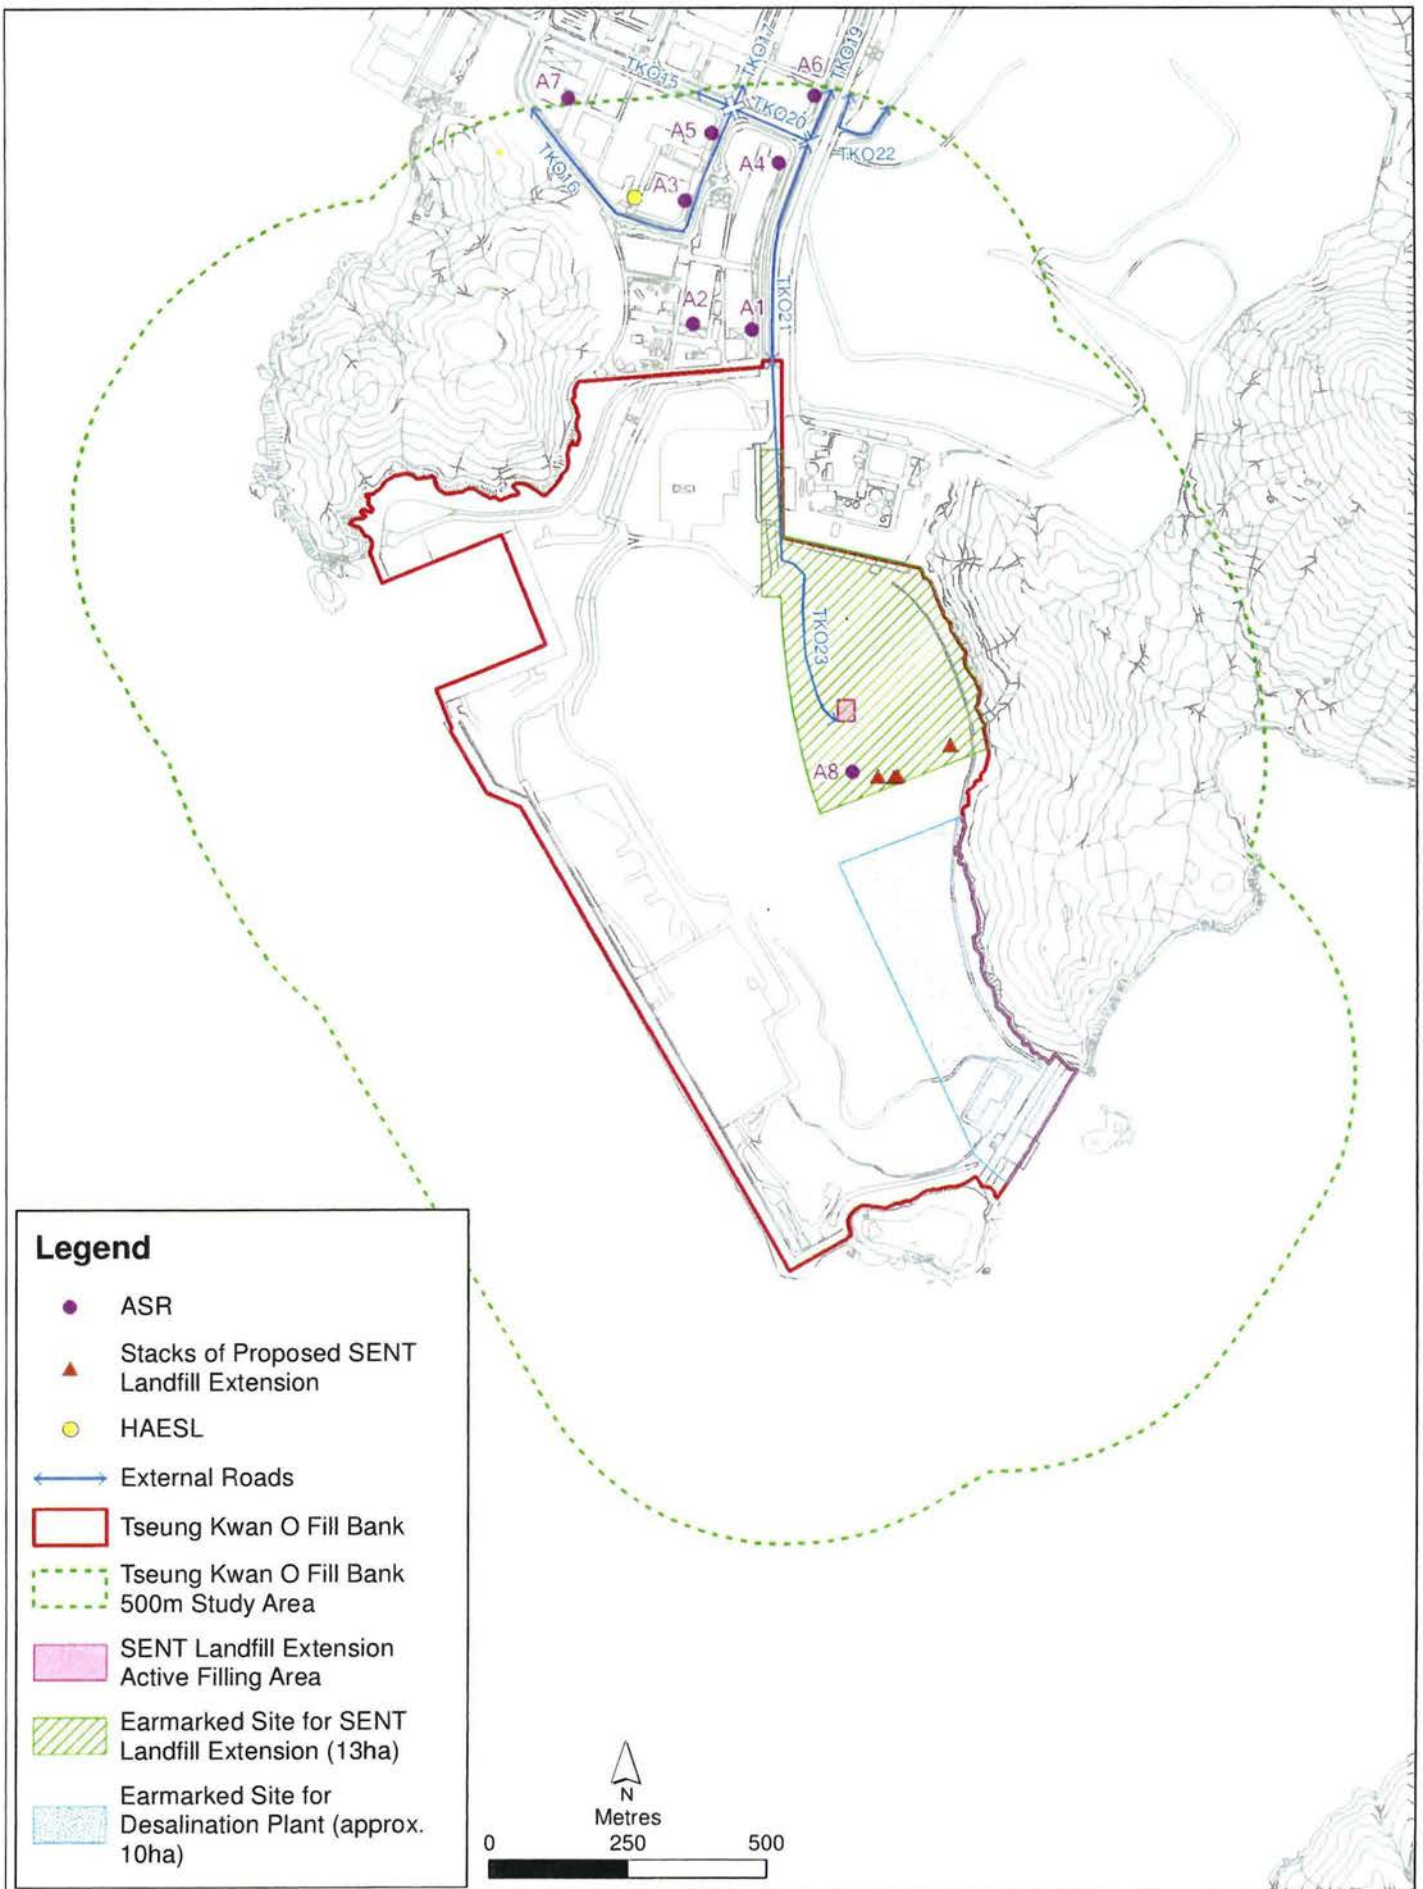 TKO17
TKO19
A6
TKO15
A7
TKO20
A5
TKO22
A4
TKO16
A3
TKO21
A2
A1
TKO23
A8
Legend
ASR
Stacks of Proposed SENT
Landfill Extension
HAESL
External Roads
Tseung Kwan O Fill Bank
Tseung Kwan O Fill Bank
500m Study Area
SENT Landfill Extension
Active Filling Area
Earmarked Site for SENT
Landfill Extension (13ha)
Earmarked Site for
Desalination Plant (approx.
10ha)
N
Metres
0 250 500